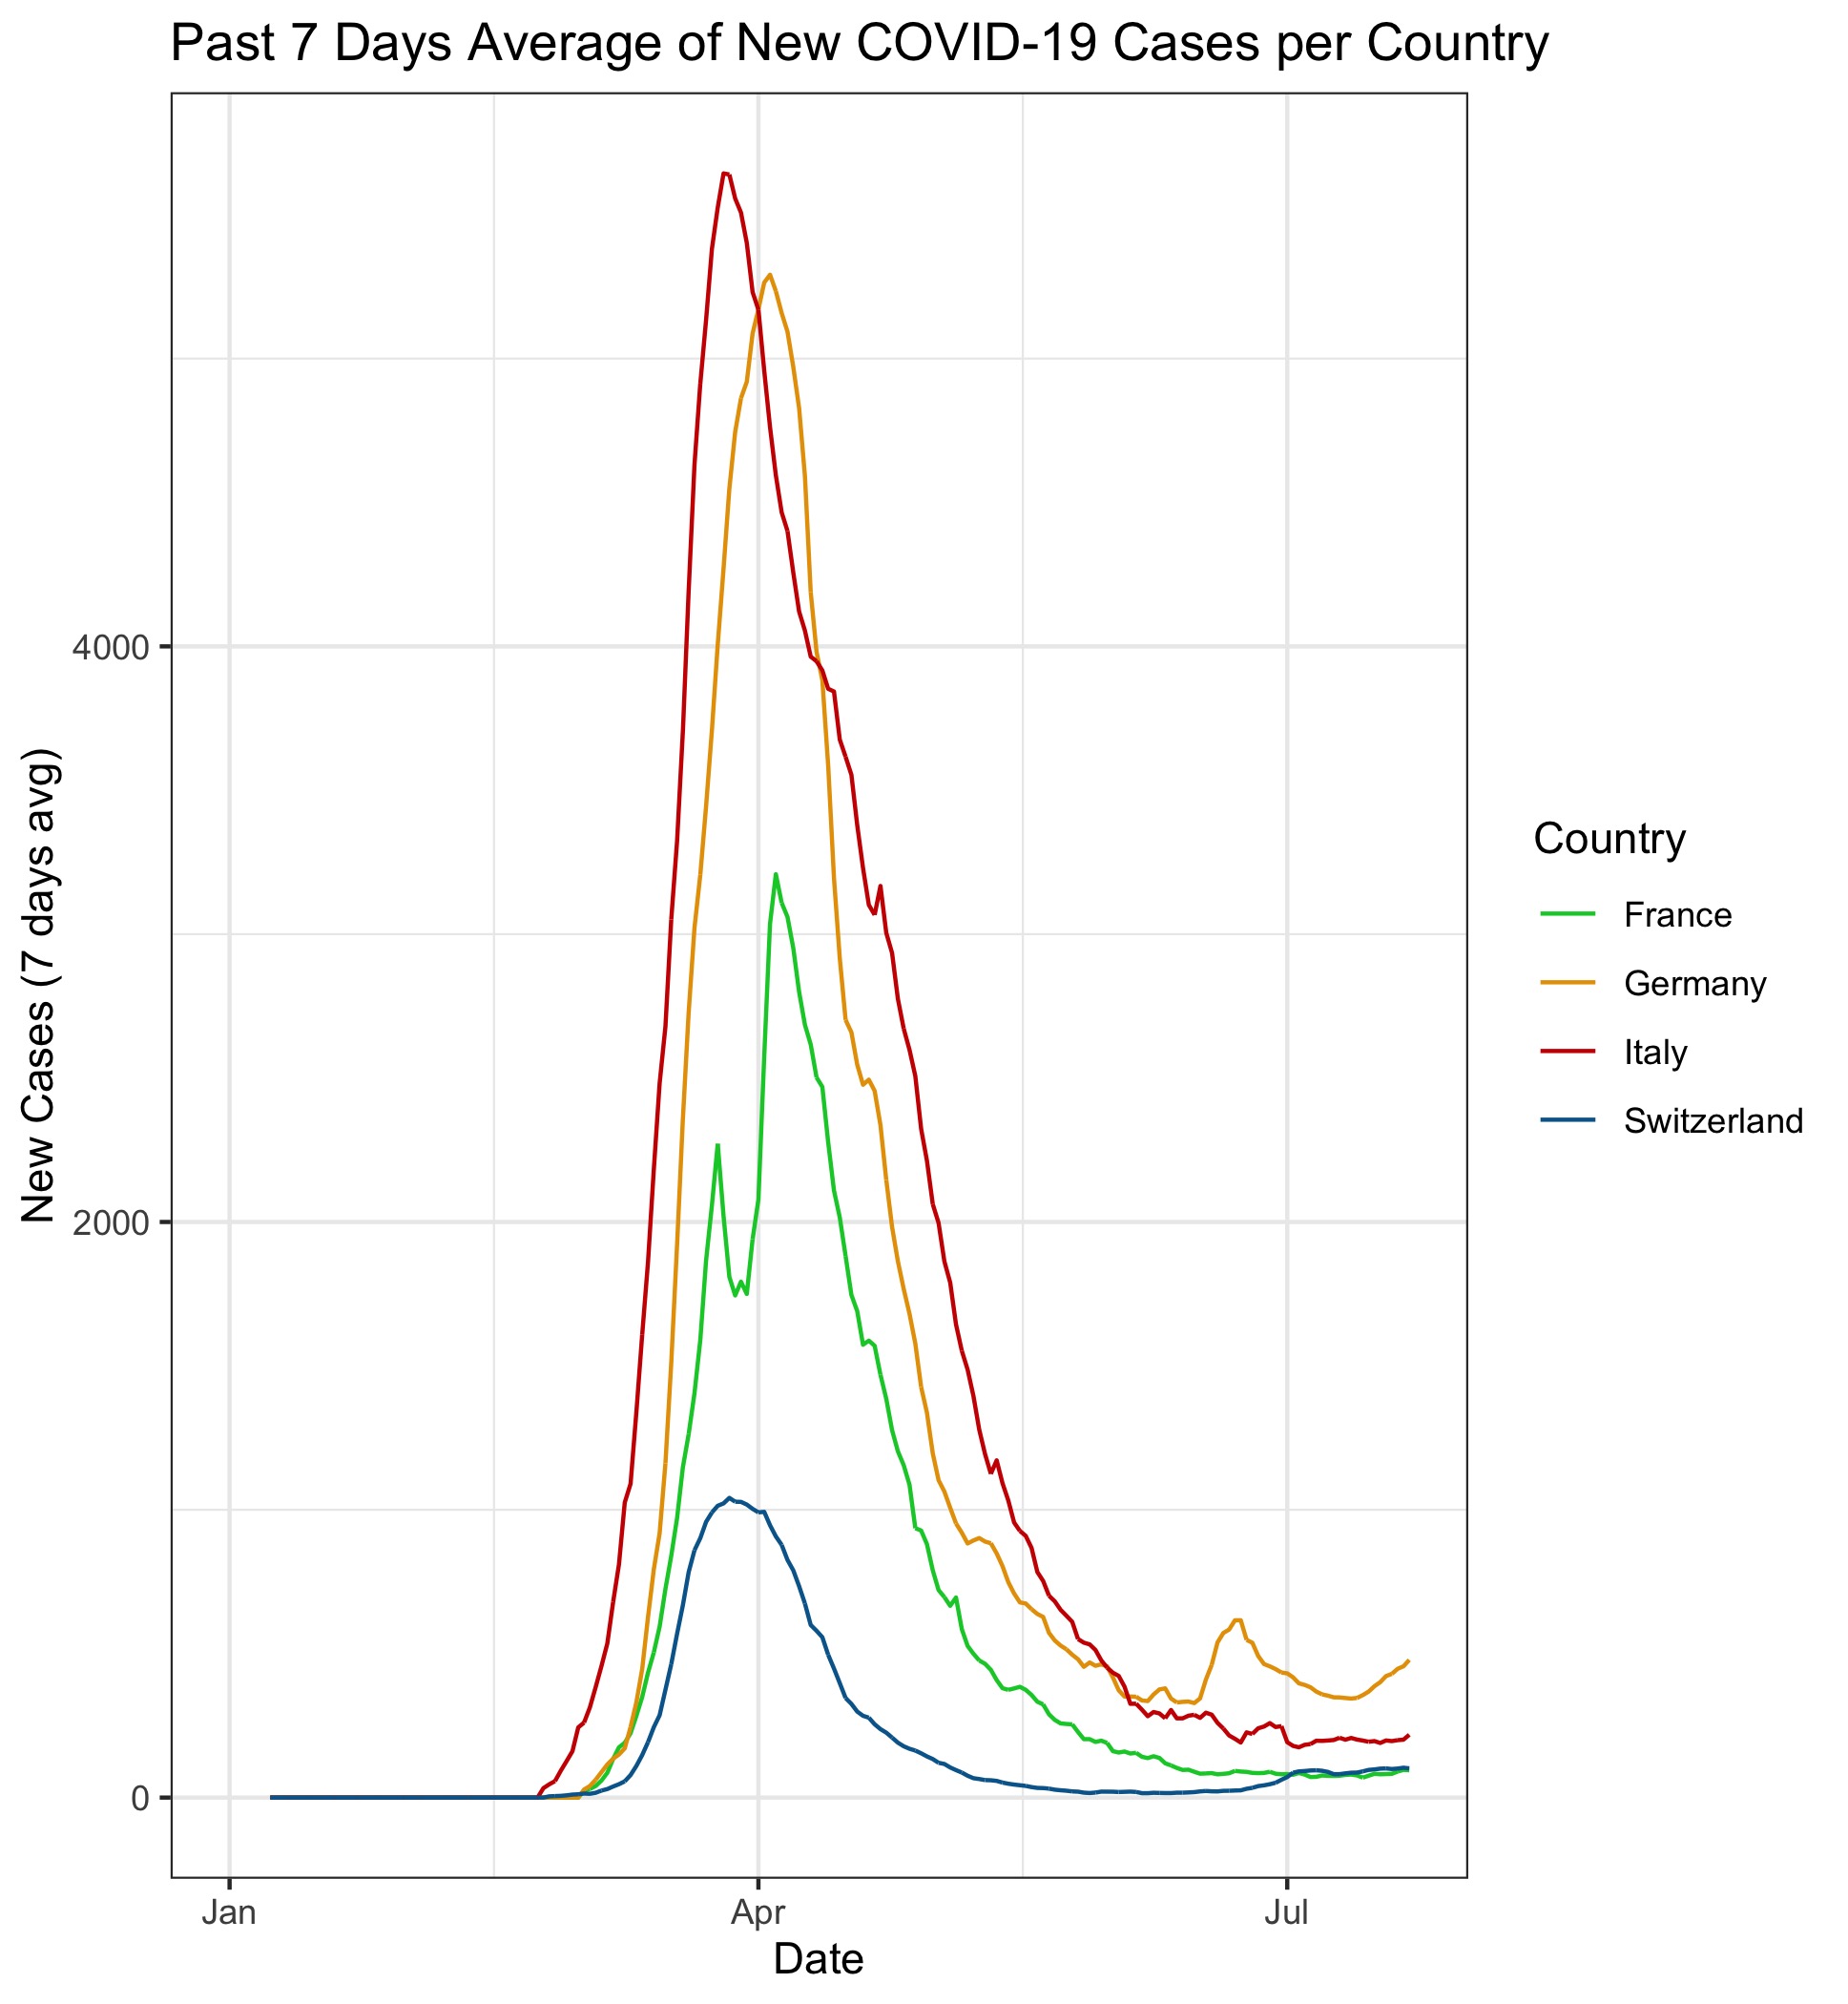 Past 7 Days Average of New COVID-19 Cases per Country
New Cases (7 days avg)
4000
2000
0
Jan
Apr
Jul
Date
Country
France
Germany
Italy
Switzerland